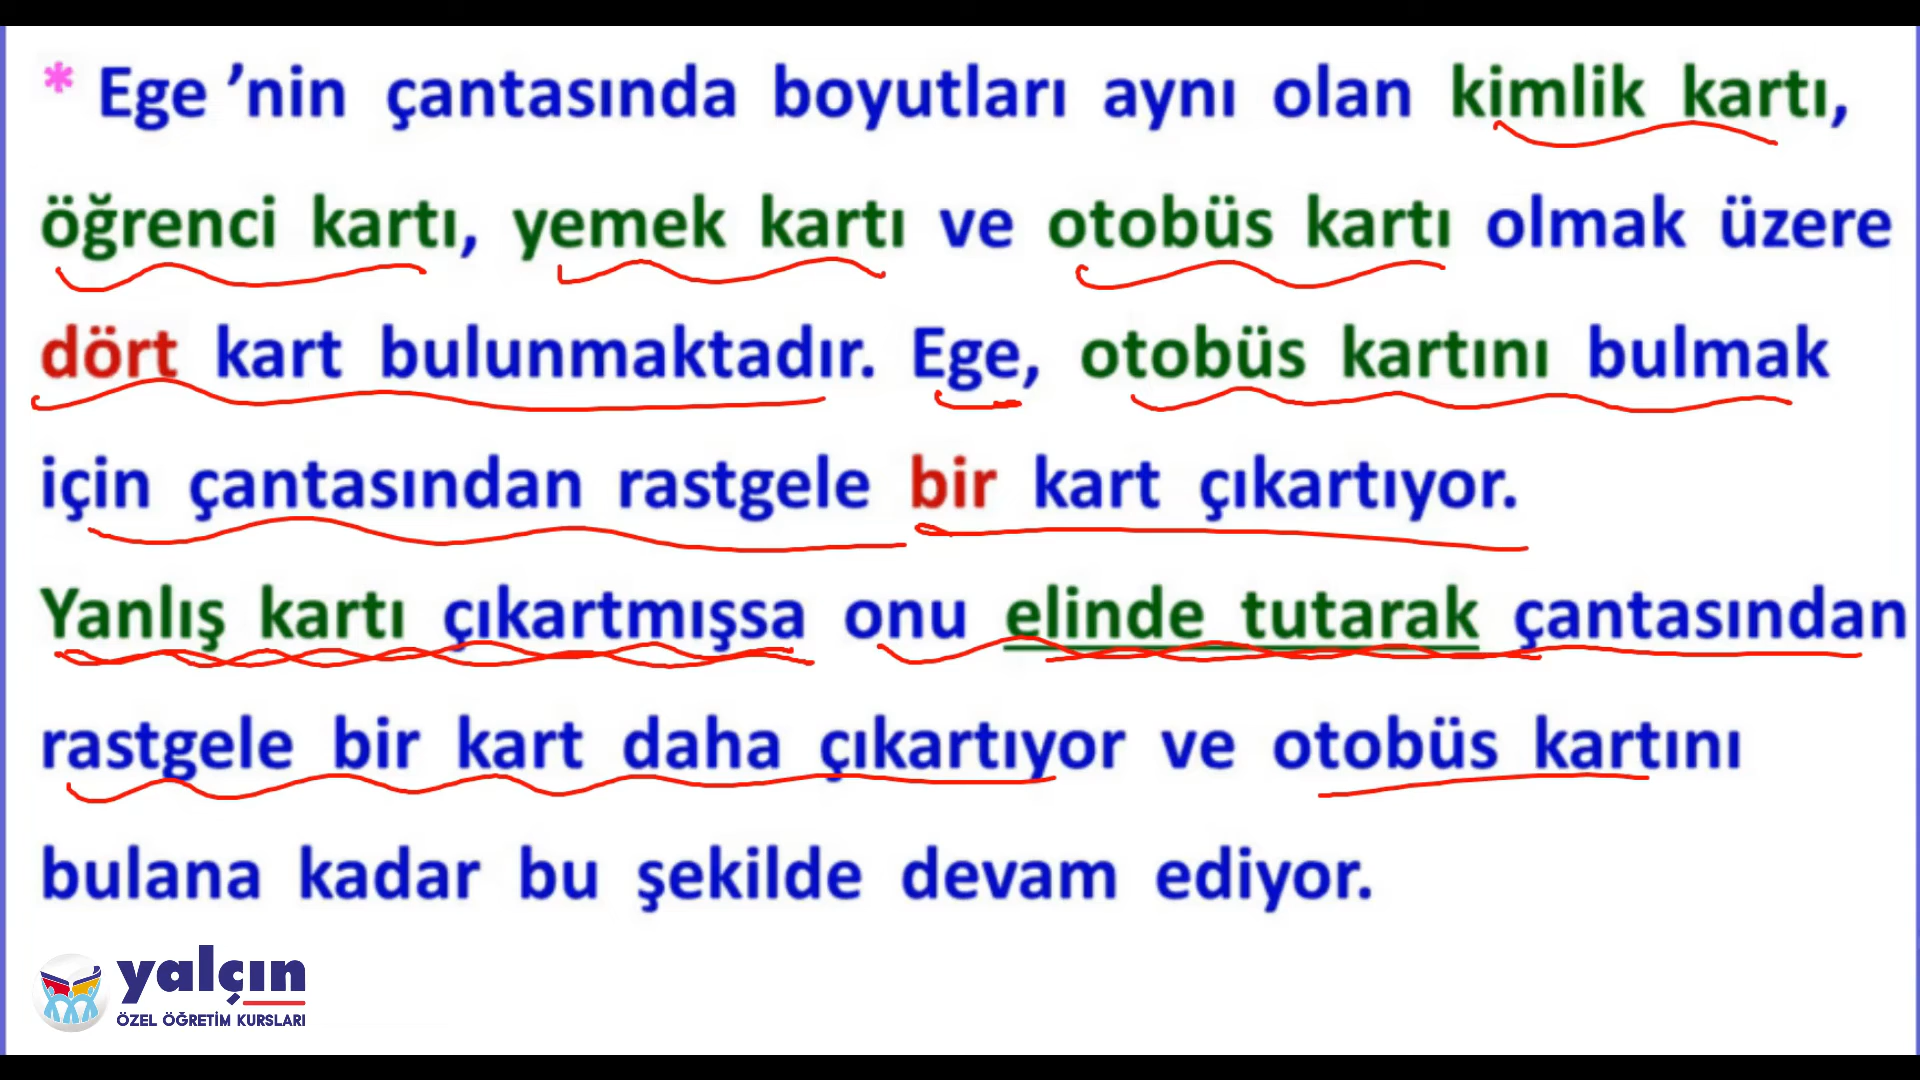 * Ege 'nin çantasında boyutları aynı olan kimlik kartı,
öğrenci kartı, yemek kartı ve otobüs kartı olmak üzere
dört kart bulunmaktadır. Ege, otobüs kartını bulmak
için çantasından rastgele bir kart çıkartıyor.
Yanlış kartı çıkartmışsa onu elinde tutarak çantasından
rastgele bir kart daha çıkartıyor ve otobüs kartını
bulana kadar bu şekilde devam ediyor.
yalçın
ÖZEL ÖĞRETİM KURSLARI